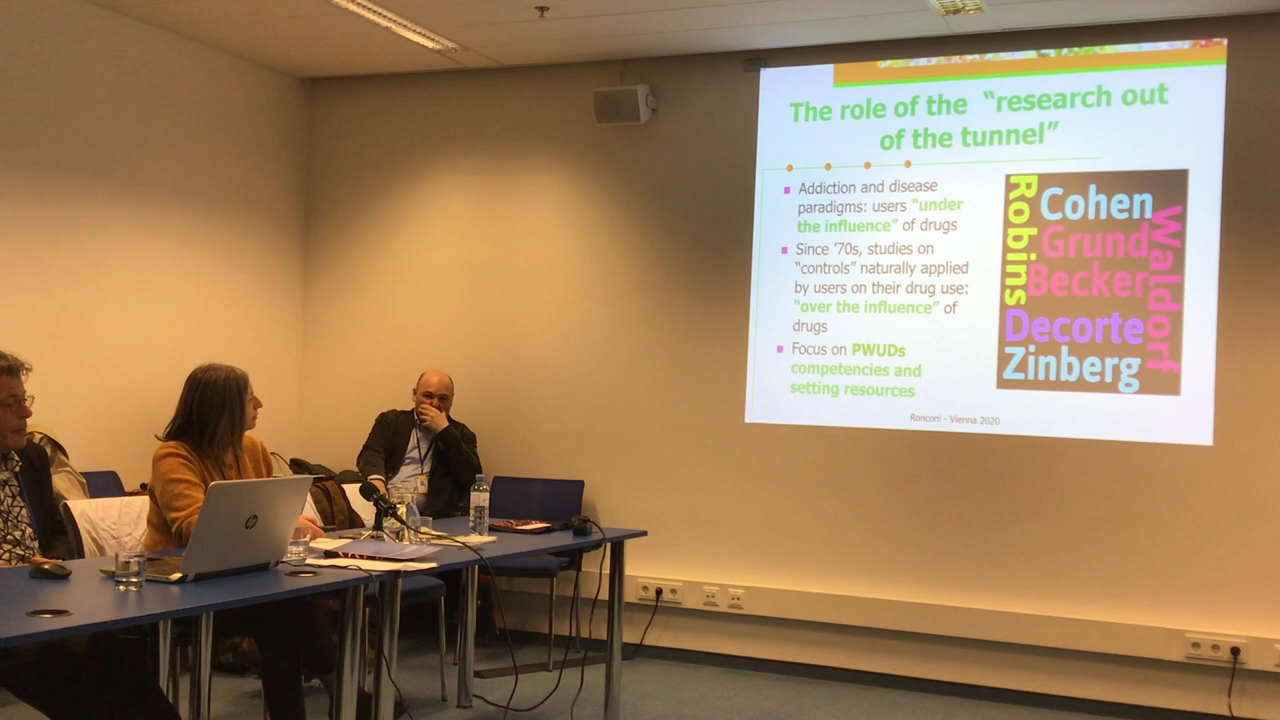 The role of the “research out
of the tunnel”
Addiction and disease
paradigms: users “under
the influence” of drugs
Since '70s, studies on
“controls” naturally applied
by users on their drug use:
“over the influence” of
drugs
Focus on PWUDs
competencies and
setting resources
Robins
Cohen
Grund
Becker
Waldorf
Decorte
Zinberg
Ronconi - Vienna 2020
hp